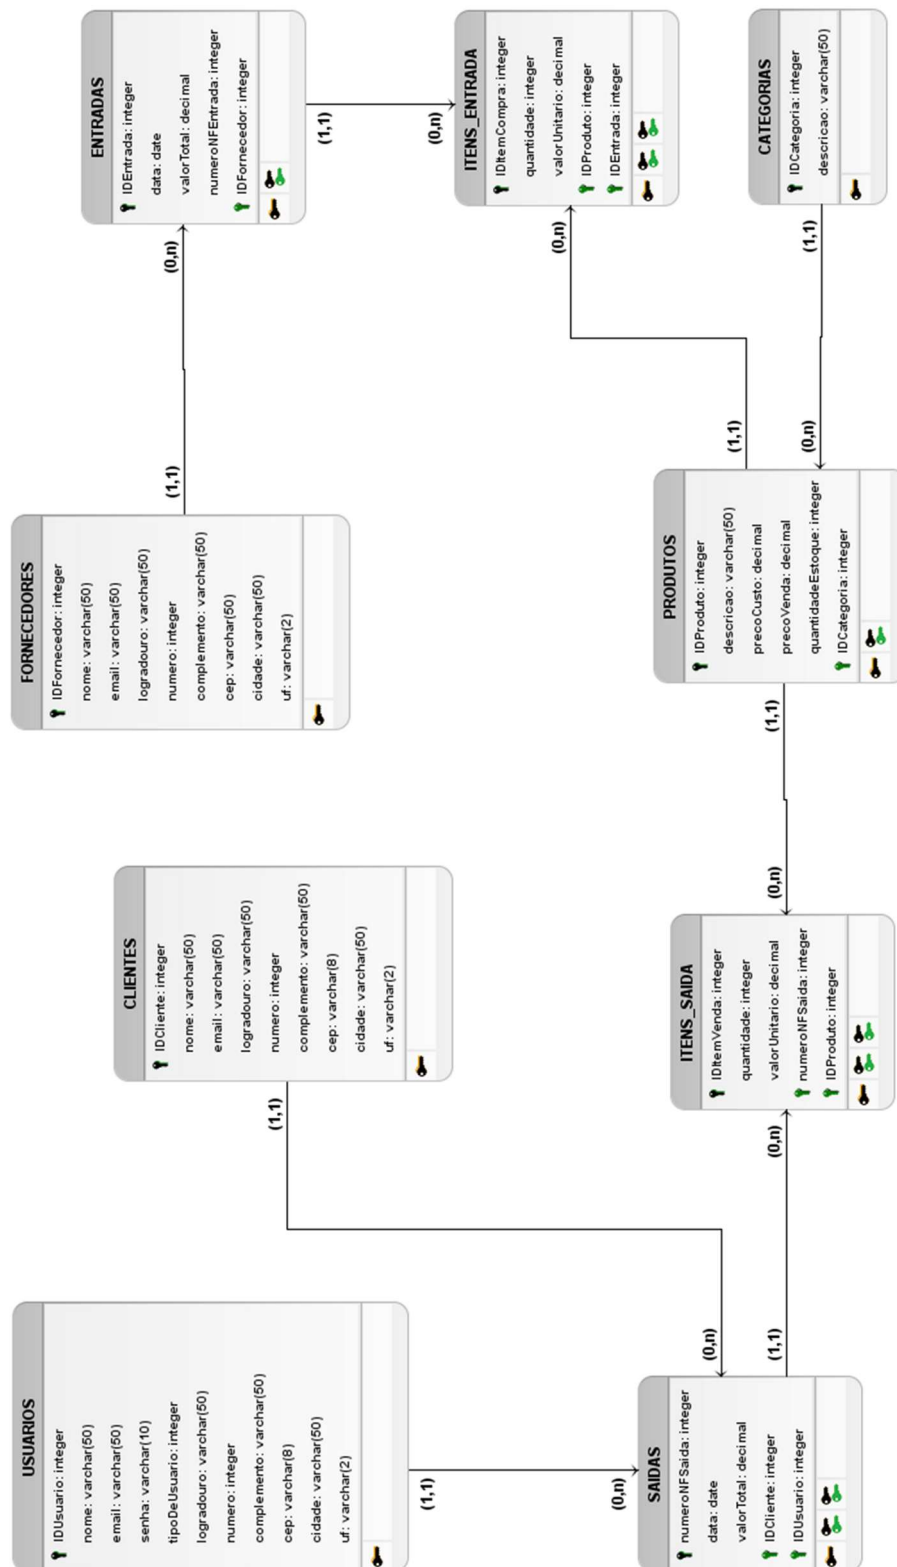 USUARIOS
IDUsuario: integer
nome: varchar(50)
email: varchar(50)
senha: varchar(10)
tipoDeUsuario: integer
logradouro: varchar(50)
numero: integer
complemento: varchar(50)
cep: varchar(8)
cidade: varchar(50)
uf: varchar(2)
(1,1)
(0,n)
CLIENTES
IDCliente: integer
nome: varchar(50)
email: varchar(50)
logradouro: varchar(50)
numero: integer
complemento: varchar(50)
cep: varchar(8)
cidade: varchar(50)
uf: varchar(2)
(1,1)
(0,n)
FORNECEDORES
IDFornecedor: integer
nome: varchar(50)
email: varchar(50)
logradouro: varchar(50)
numero: integer
complemento: varchar(50)
cep: varchar(50)
cidade: varchar(50)
uf: varchar(2)
(1,1)
(0,n)
ENTRADAS
IDEntrada: integer
data: date
valorTotal: decimal
numeroNFEntrada: integer
IDFornecedor: integer
(1,1)
(0,n)
ITENS_ENTRADA
IDItemCompra: integer
quantidade: integer
valorUnitario: decimal
IDProduto: integer
IDEntrada: integer
(0,n)
(1,1)
SAIDAS
numeroNFSaida: integer
data: date
valorTotal: decimal
IDCliente: integer
IDUsuario: integer
(1,1)
(0,n)
ITENS_SAIDA
IDItemVenda: integer
quantidade: integer
valorUnitario: decimal
numeroNFSaida: integer
IDProduto: integer
(0,n)
(1,1)
PRODUTOS
IDProduto: integer
descricao: varchar(50)
precoCusto: decimal
precoVenda: decimal
quantidadeEstoque: integer
IDCategoria: integer
(0,n)
(1,1)
CATEGORIAS
IDCategoria: integer
descricao: varchar(50)